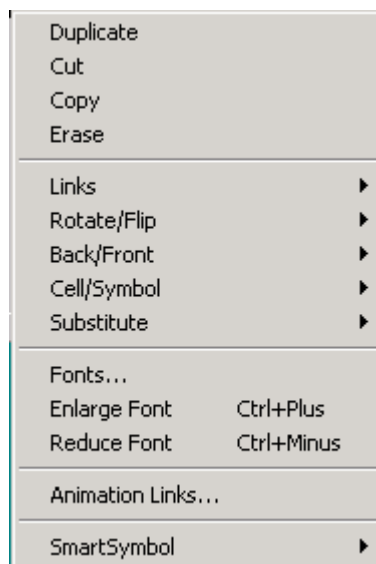 Duplicate
Cut
Copy
Erase
Links
Rotate/Flip
Back/Front
Cell/Symbol
Substitute
Fonts...
Enlarge Font Ctrl+Plus
Reduce Font Ctrl+Minus
Animation Links...
SmartSymbol